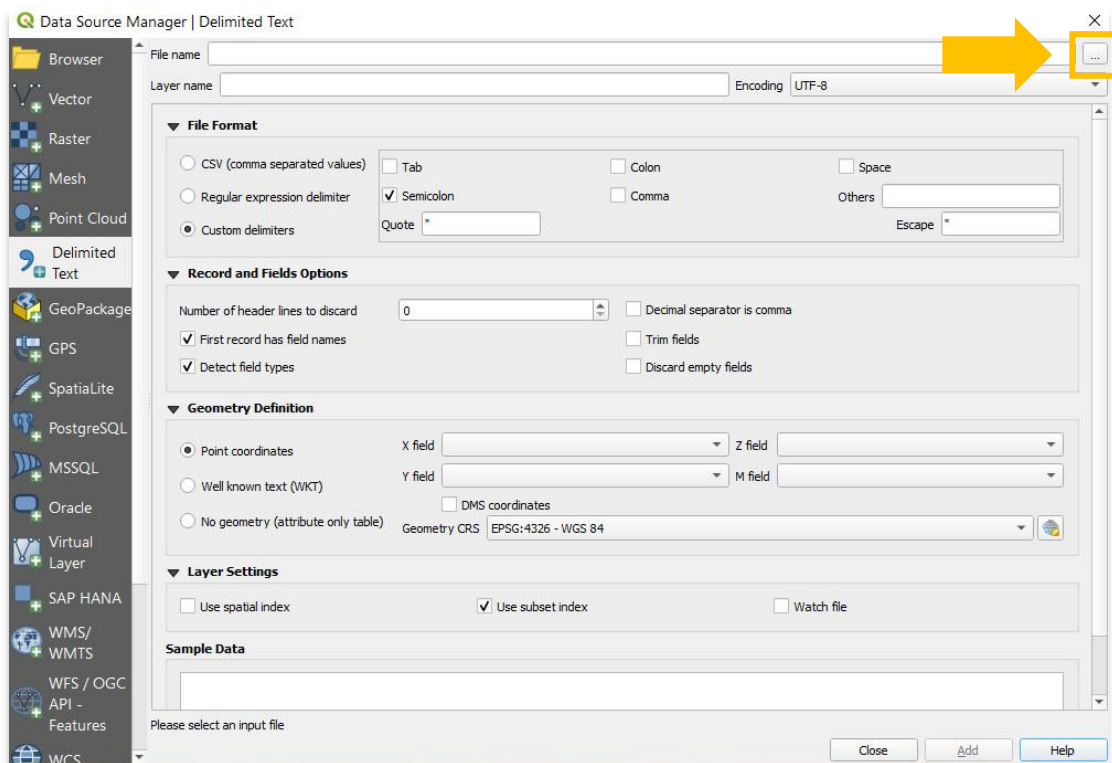 Data Source Manager | Delimited Text
Browser
Vector
Raster
Mesh
Point Cloud
Delimited
Text
GeoPackage
GPS
SpatiaLite
PostgreSQL
MSSQL
Oracle
Virtual
Layer
SAP HANA
WMS/
WMTS
WFS / OGC
API -
Features
WCS
File name ...
Layer name Encoding UTF-8
File Format
CSV (comma separated values) Tab Colon Space
Regular expression delimiter Semicolon Comma Others
Custom delimiters Quote " Escape "
Record and Fields Options
Number of header lines to discard 0 Decimal separator is comma
First record has field names Trim fields
Detect field types Discard empty fields
Geometry Definition
Point coordinates X field Z field
Well known text (WKT) Y field M field
DMS coordinates
No geometry (attribute only table) Geometry CRS EPSG:4326 - WGS 84
Layer Settings
Use spatial index Use subset index Watch file
Sample Data
Please select an input file
Close Add Help